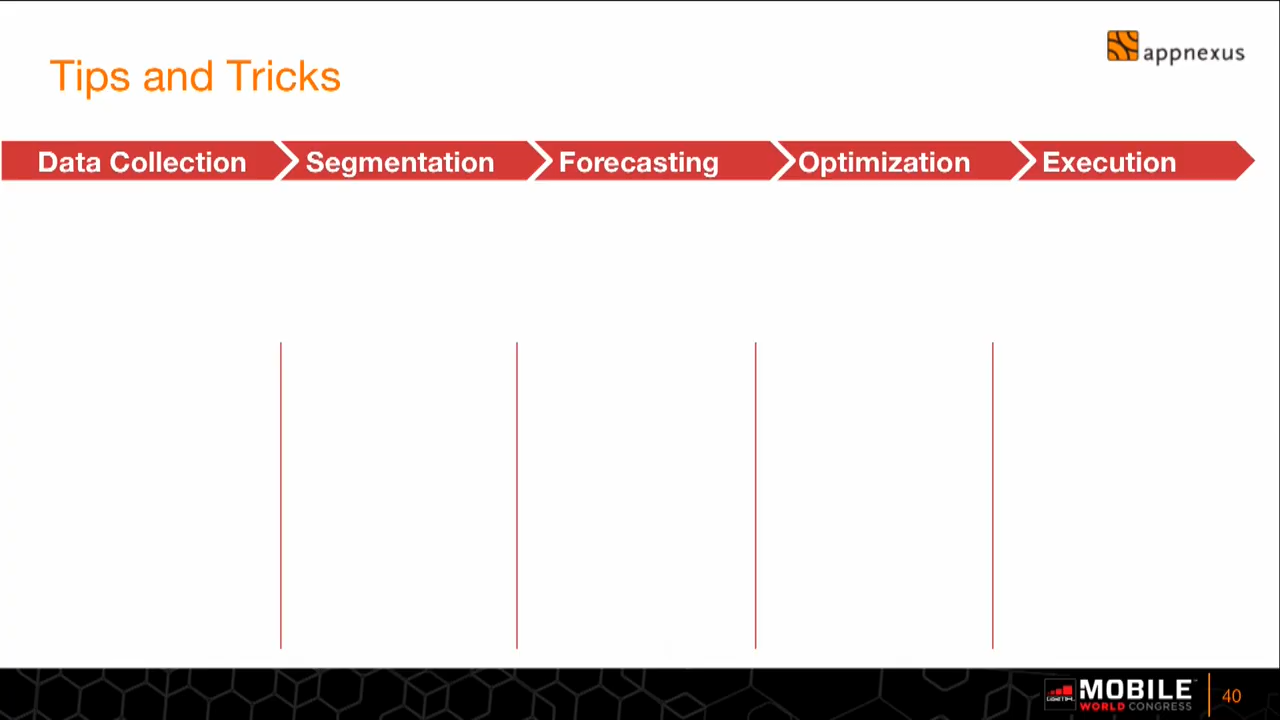 appnexus
Tips and Tricks
Data Collection
Segmentation
Forecasting
Optimization
Execution
MOBILE
WORLD CONGRESS
40